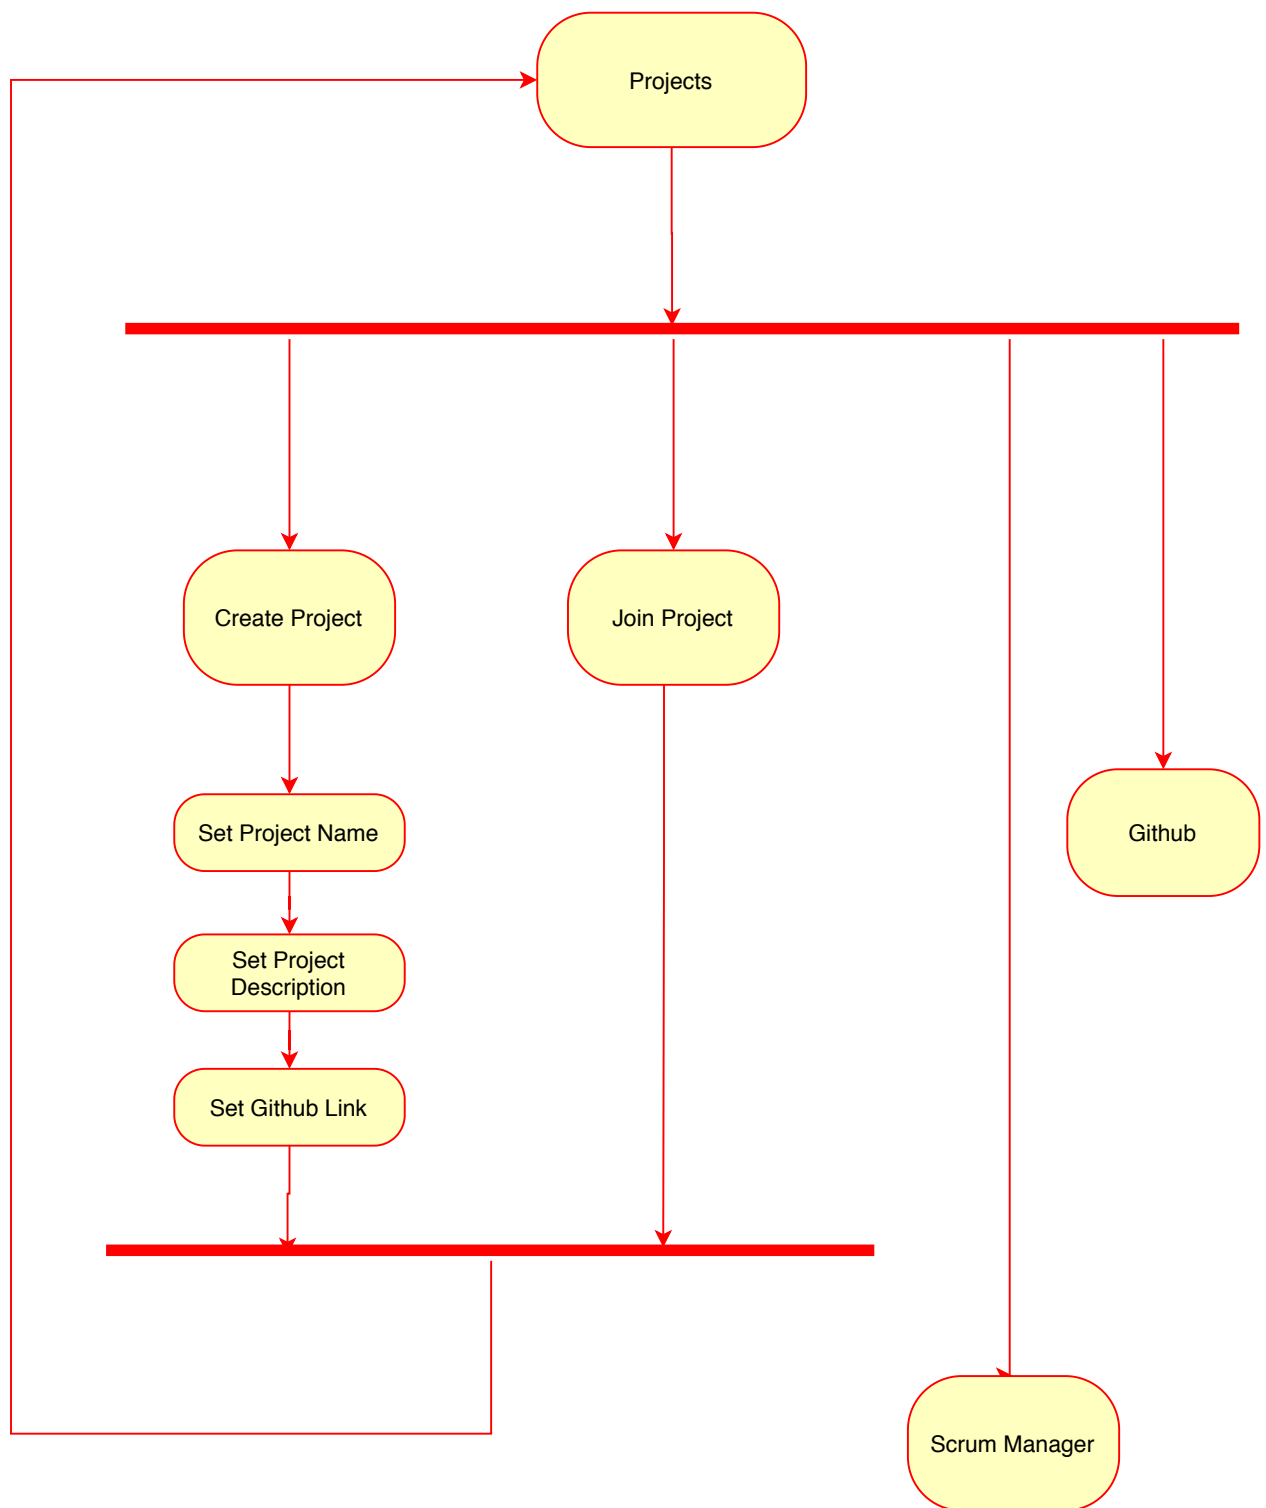 Projects
Create Project
Join Project
Set Project Name
Github
Set Project
Description
Set Github Link
Scrum Manager